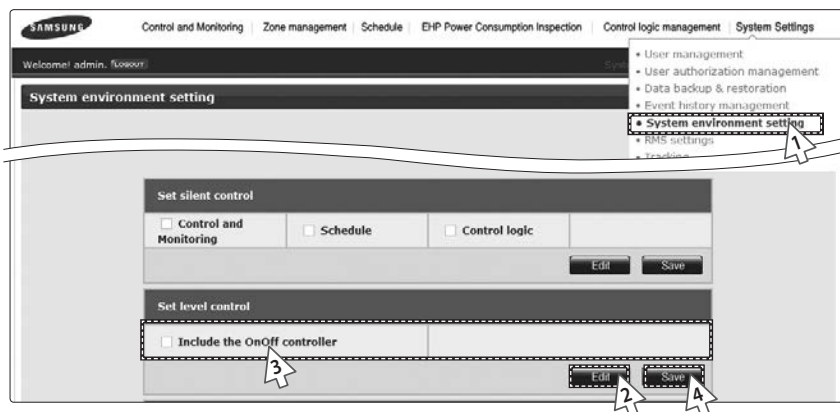 SAMSUNG
Control and Monitoring Zone management Schedule EHP Power Consumption Inspection Control logic management System Settings
Welcome! admin. LOGOUT
• User management
• User authorization management
• Data backup & restoration
• Event history management
• System environment setting
1
• RMS settings
• Tracking
System environment setting
Set silent control
Control and Monitoring Schedule Control logic
Edit Save
Set level control
Include the OnOff controller
3
Edit Save
2 4